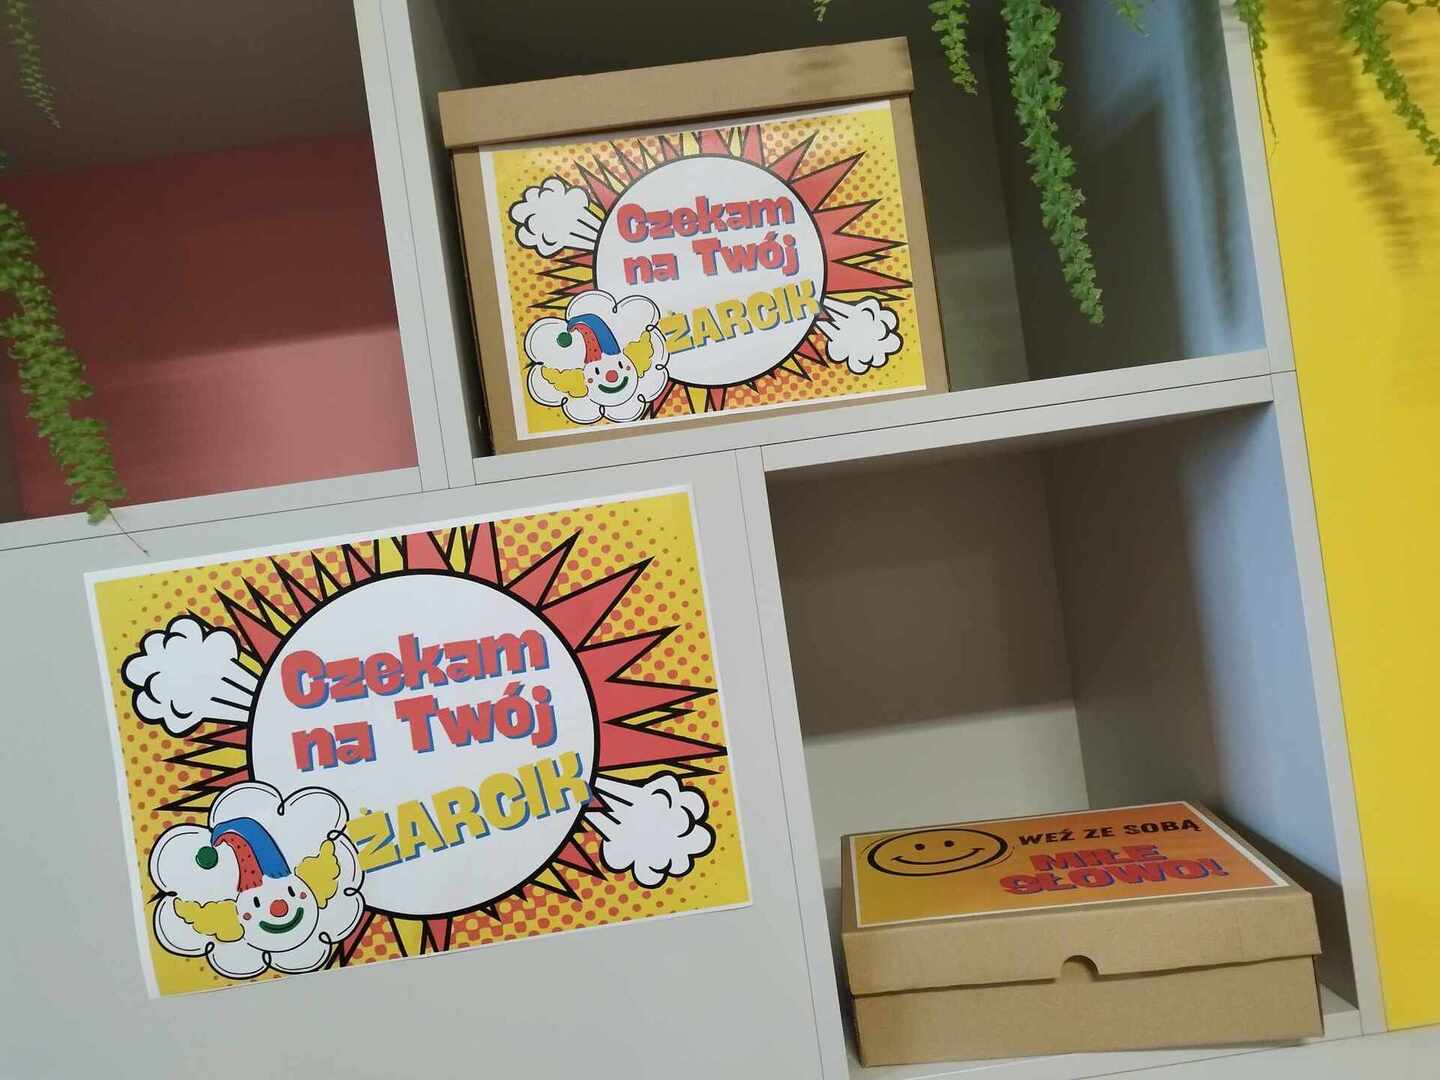 Czekam
na Twój
ŻARCIK
Czekam
na Twój
ŻARCIK
WEŹ ZE SOBĄ
MIŁE
SŁOWO!